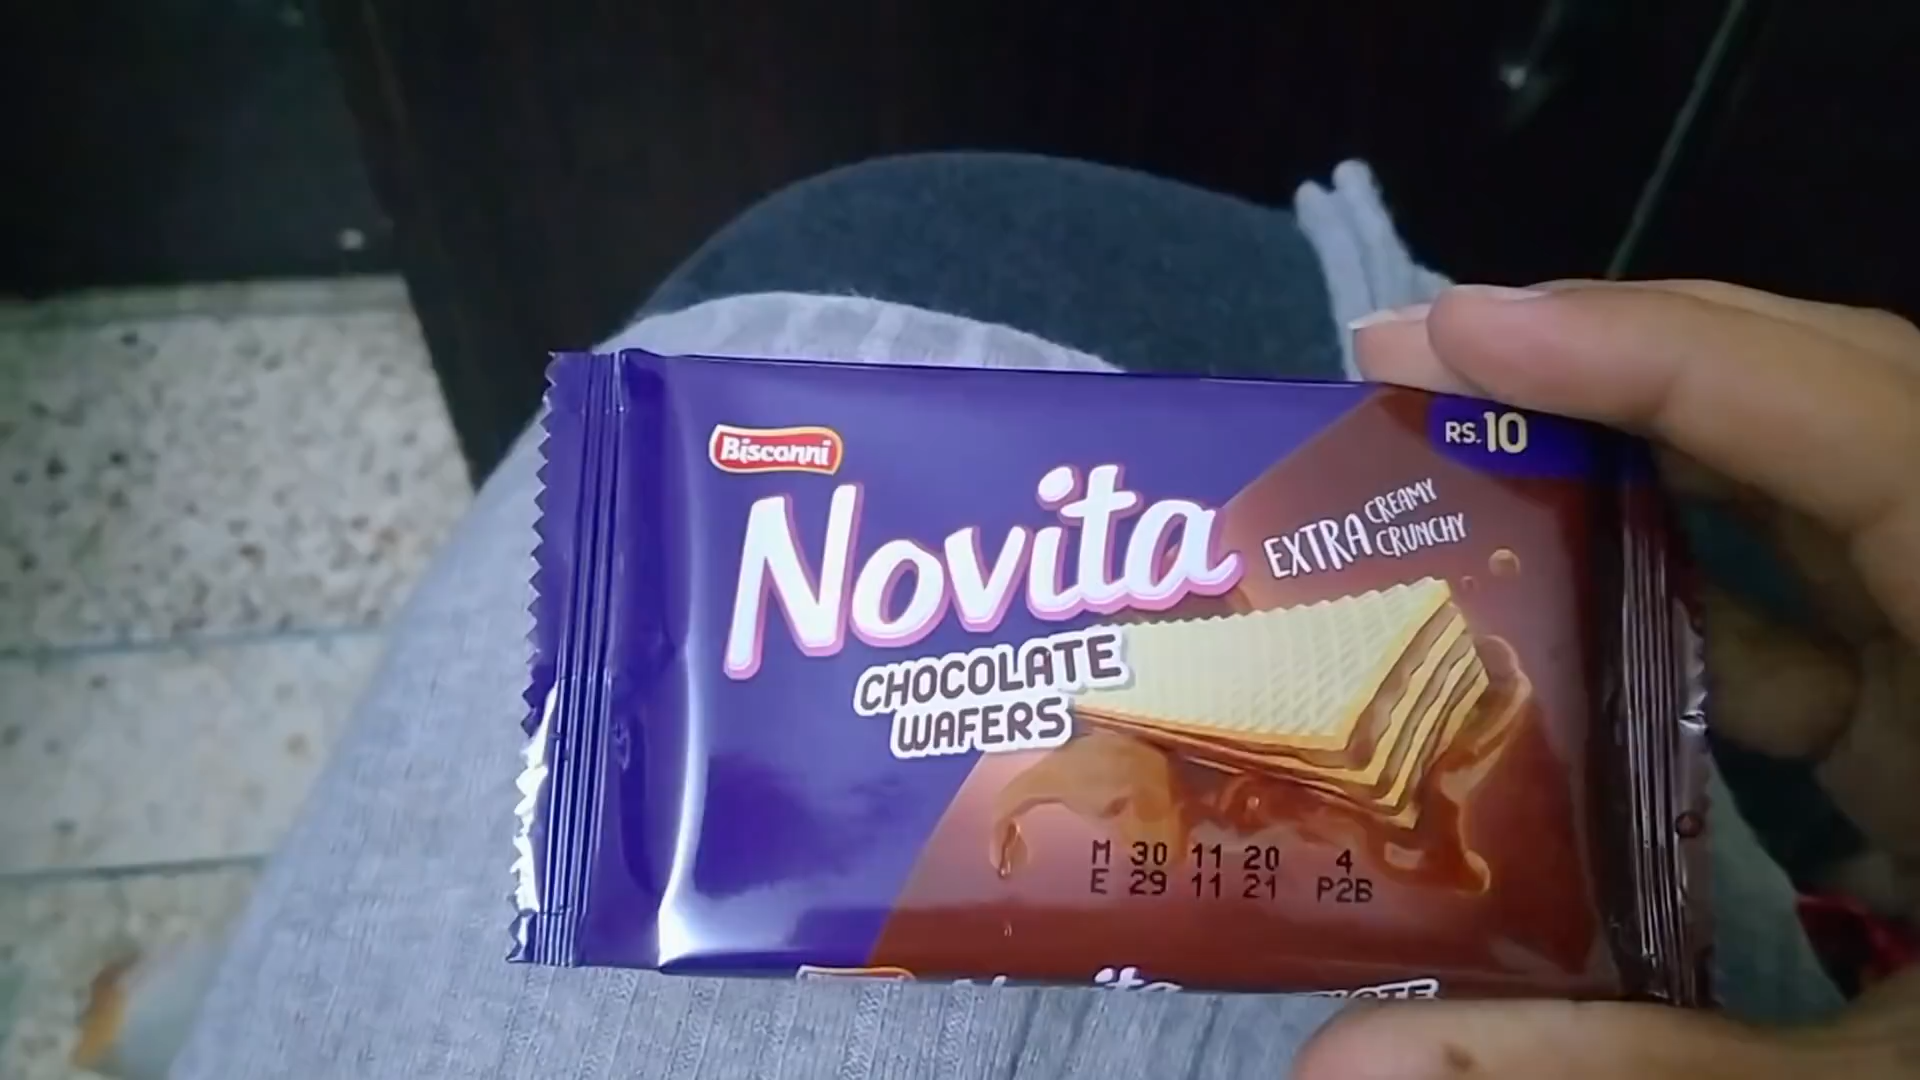 Bisconni
RS.10
Novita
EXTRA CREAMY
CRUNCHY
CHOCOLATE
WAFERS
M 30 11 20 4
E 29 11 21 P2B